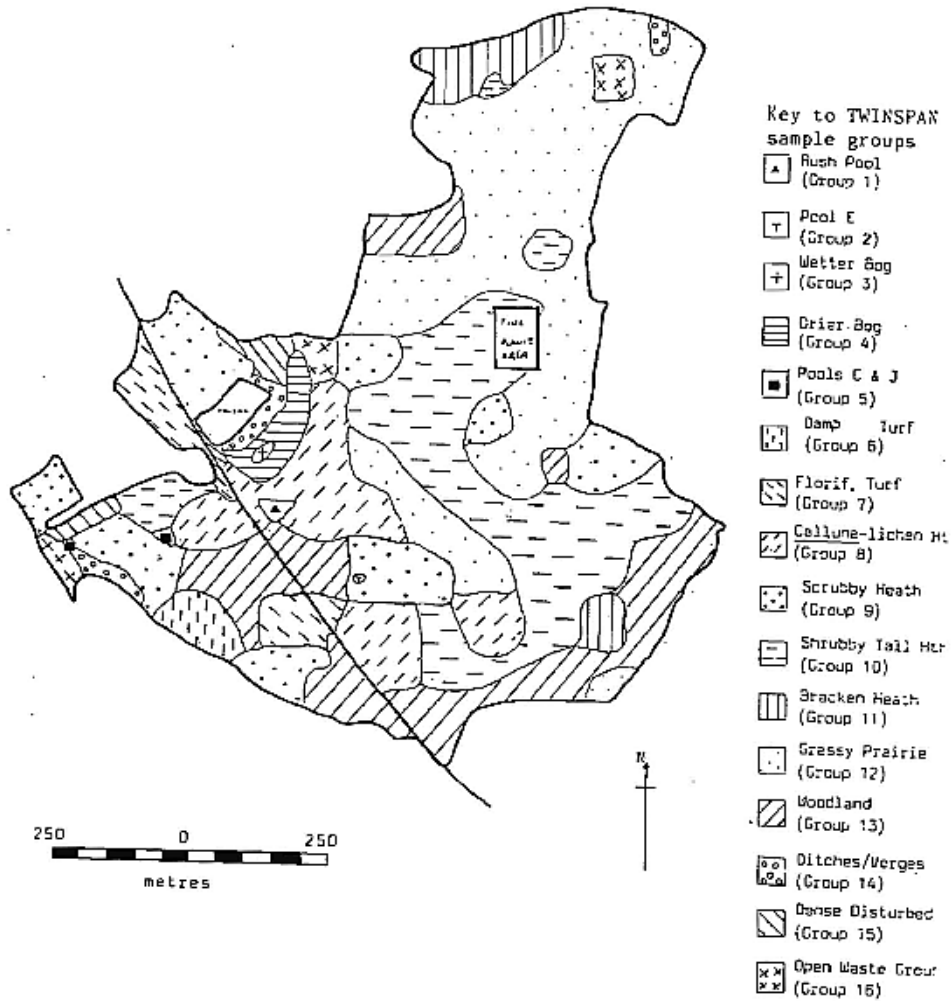 Key to TWINSPAN
sample groups
Rush Pool
(Group 1)
Pool E
(Group 2)
Wetter Bog
(Group 3)
Drier Bog
(Group 4)
Pools C & J
(Group 5)
Damp Turf
(Group 6)
Florif. Turf
(Group 7)
Calluna-lichen Ht
(Group 8)
Scrubby Heath
(Group 9)
Shrubby Tall Hth
(Group 10)
Bracken Heath
(Group 11)
Grassy Prairie
(Group 12)
Woodland
(Group 13)
Ditches/Verges
(Group 14)
Dense Disturbed
(Group 15)
Open Waste Grou
(Group 16)
N
250 0 250
metres